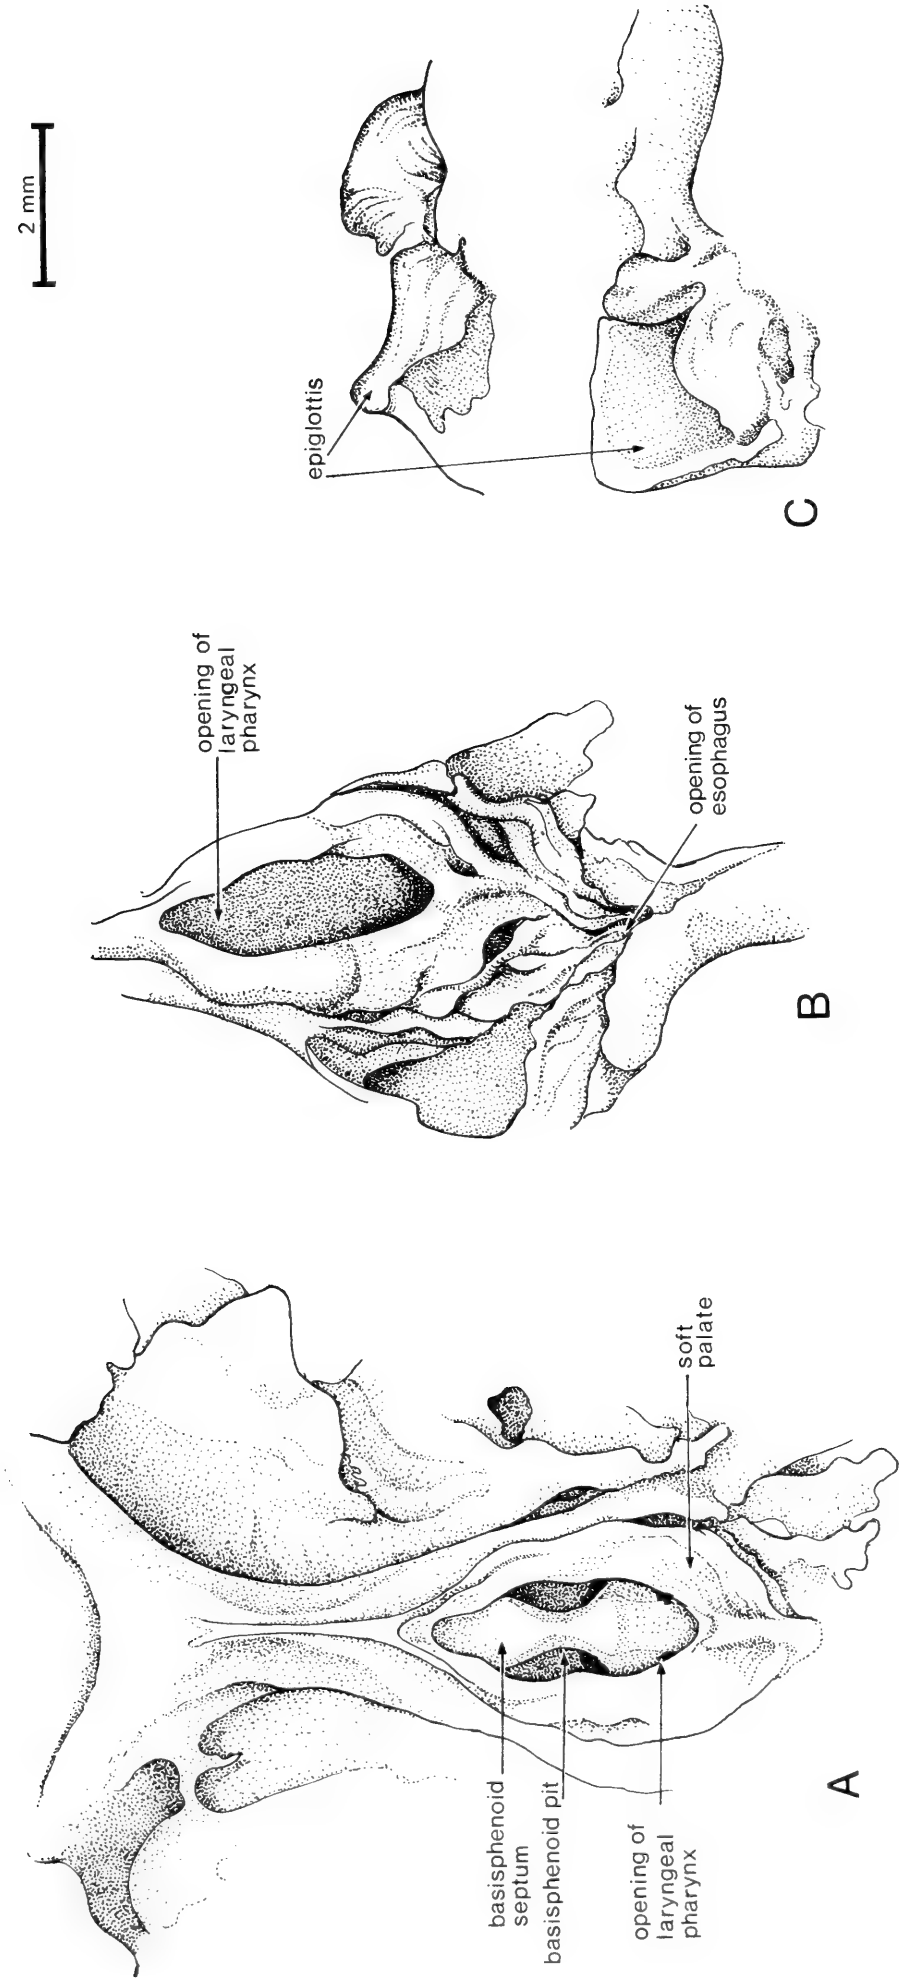 basisphenoid
septum
basisphenoid pit
opening of
laryngeal
pharynx
soft
palate
A
opening of
laryngeal
pharynx
opening of
esophagus
B
2 mm
epiglottis
C